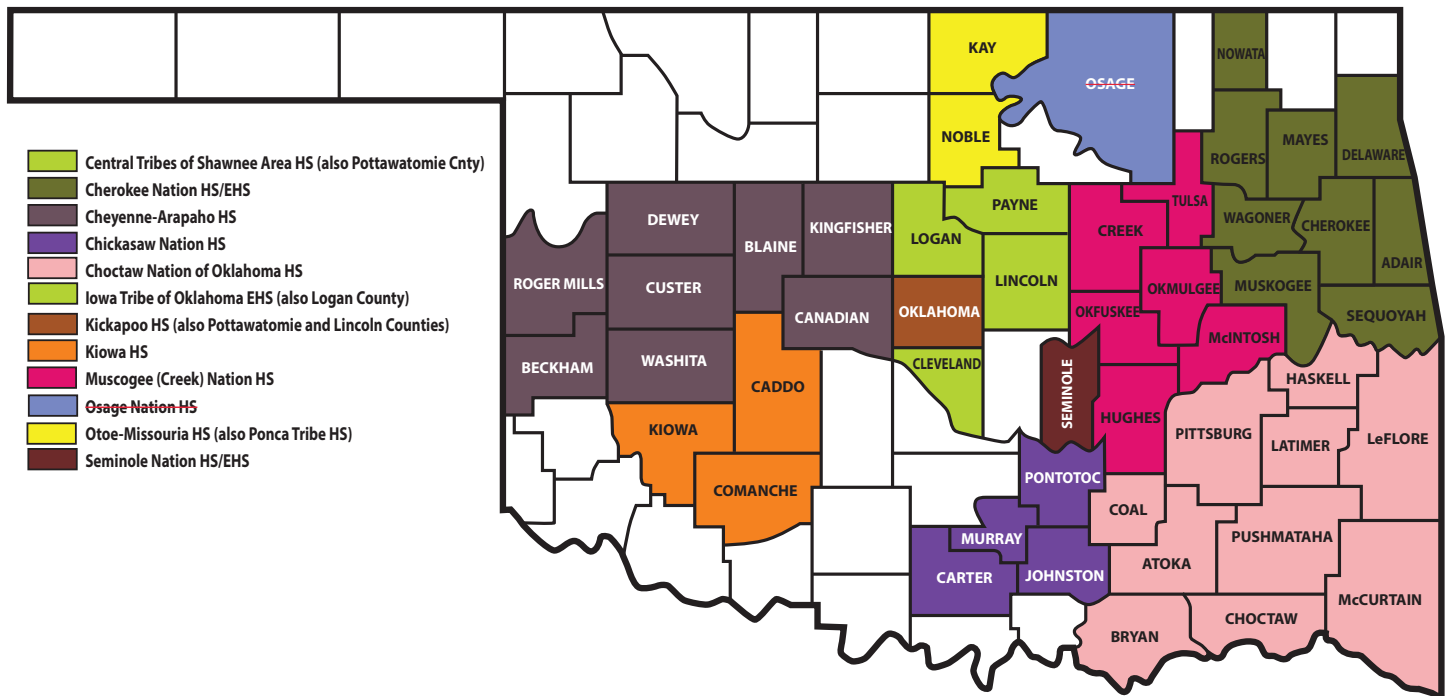 KAY
NOWATA
OSAGE
NOBLE
MAYES
ROGERS
DELAWARE
Central Tribes of Shawnee Area HS (also Pottawatomie Cnty)
Cherokee Nation HS/EHS
Cheyenne-Arapaho HS
Chickasaw Nation HS
Choctaw Nation of Oklahoma HS
Iowa Tribe of Oklahoma EHS (also Logan County)
Kickapoo HS (also Pottawatomie and Lincoln Counties)
Kiowa HS
Muscogee (Creek) Nation HS
Osage Nation HS
Otoe-Missouria HS (also Ponca Tribe HS)
Seminole Nation HS/EHS
DEWEY
BLAINE
KINGFISHER
LOGAN
PAYNE
CREEK
TULSA
WAGONER
CHEROKEE
ADAIR
ROGER MILLS
CUSTER
CANADIAN
OKLAHOMA
LINCOLN
OKMULGEE
MUSKOGEE
OKFUSKEE
SEQUOYAH
McINTOSH
BECKHAM
WASHITA
CADDO
CLEVELAND
SEMINOLE
HASKELL
KIOWA
HUGHES
PITTSBURG
LATIMER
LeFLORE
COMANCHE
PONTOTOC
COAL
MURRAY
PUSHMATAHA
CARTER
JOHNSTON
ATOKA
McCURTAIN
BRYAN
CHOCTAW